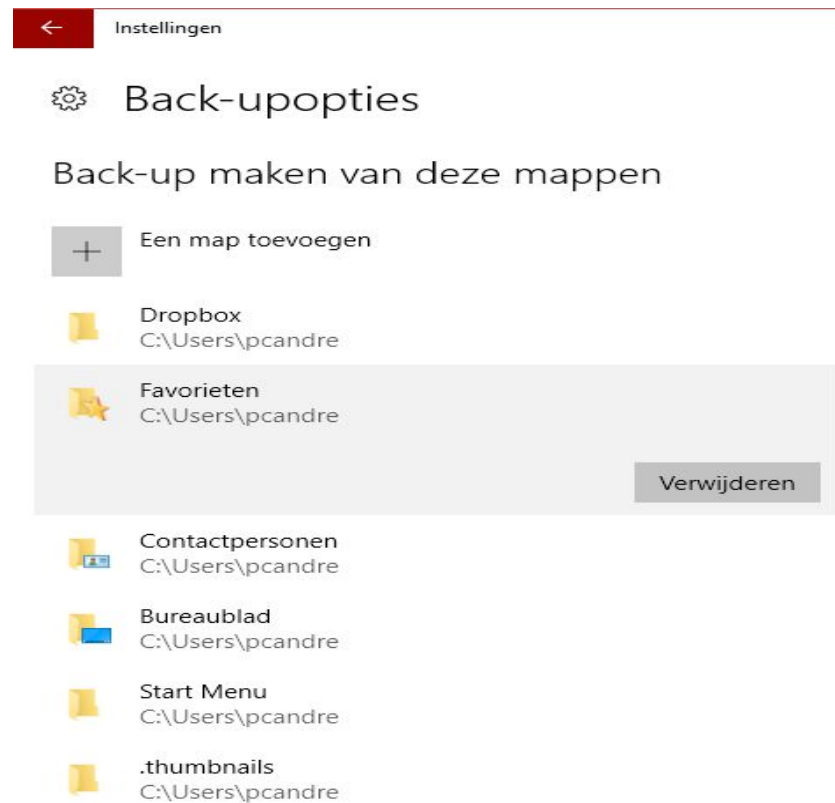 Instellingen
Back-upopties
Back-up maken van deze mappen
Een map toevoegen
Dropbox
C:\Users\pcandre
Favorieten
C:\Users\pcandre
Verwijderen
Contactpersonen
C:\Users\pcandre
Bureaublad
C:\Users\pcandre
Start Menu
C:\Users\pcandre
.thumbnails
C:\Users\pcandre